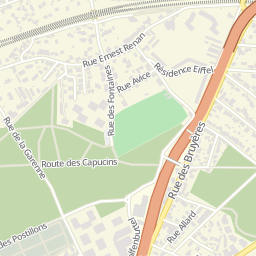 Rue Ernest Renan
Résidence Eiffel
Rue Avice
Rue des Fontaines
Rue des Bruyères
Rue de la Garenne
Route des Capucins
Rue Allard
des Postillons
olfenbüttel